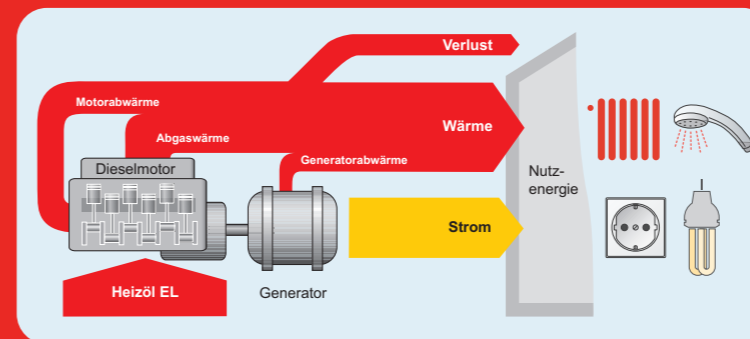 Verlust
Motorabwärme
Wärme
Abgaswärme
Generatorabwärme
Dieselmotor
Nutz-
energie
Strom
Heizöl EL
Generator